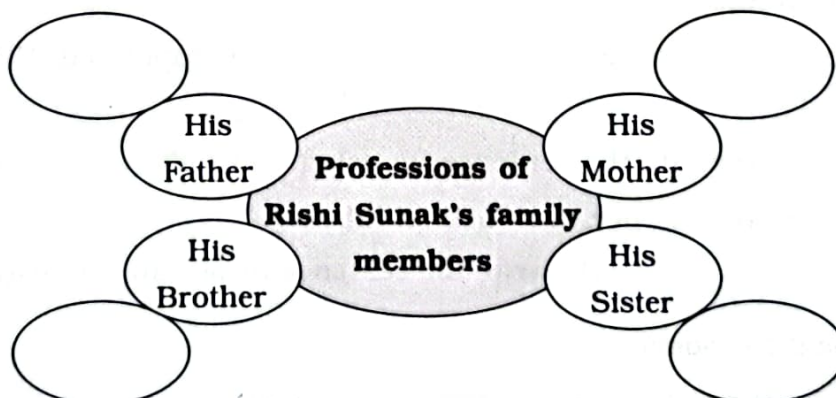 His
Father
His
Mother
Professions of
Rishi Sunak's family
members
His
Brother
His
Sister